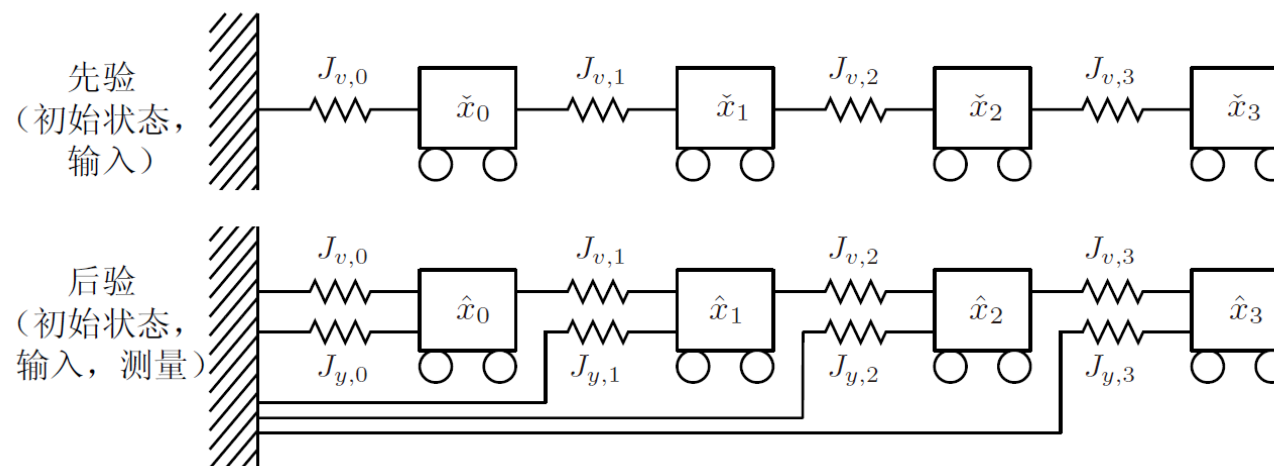 先验
（初始状态，
输入）
J_{v,0} J_{v,1} J_{v,2} J_{v,3}
x̌_0 x̌_1 x̌_2 x̌_3
后验
（初始状态，
输入，测量）
J_{v,0} J_{v,1} J_{v,2} J_{v,3}
x̂_0 x̂_1 x̂_2 x̂_3
J_{y,0} J_{y,1} J_{y,2} J_{y,3}